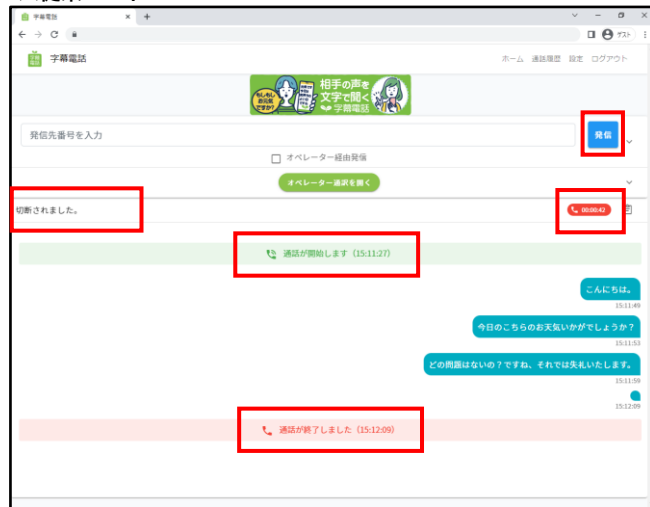 字幕電話
字幕電話
ホーム 通話履歴 設定 ログアウト
もしもし
お元気
ですか?
相手の声を
文字で聞く
字幕電話
発信先番号を入力
発信
オペレーター経由発信
オペレーター通訳を開く
切断されました。
00:00:42
通話が開始します（15:11:27）
こんにちは。
15:11:49
今日のこちらのお天気いかがでしょうか？
15:11:53
どの問題はないの？ですね、それでは失礼いたします。
15:11:59
15:12:09
通話が終了しました（15:12:09）